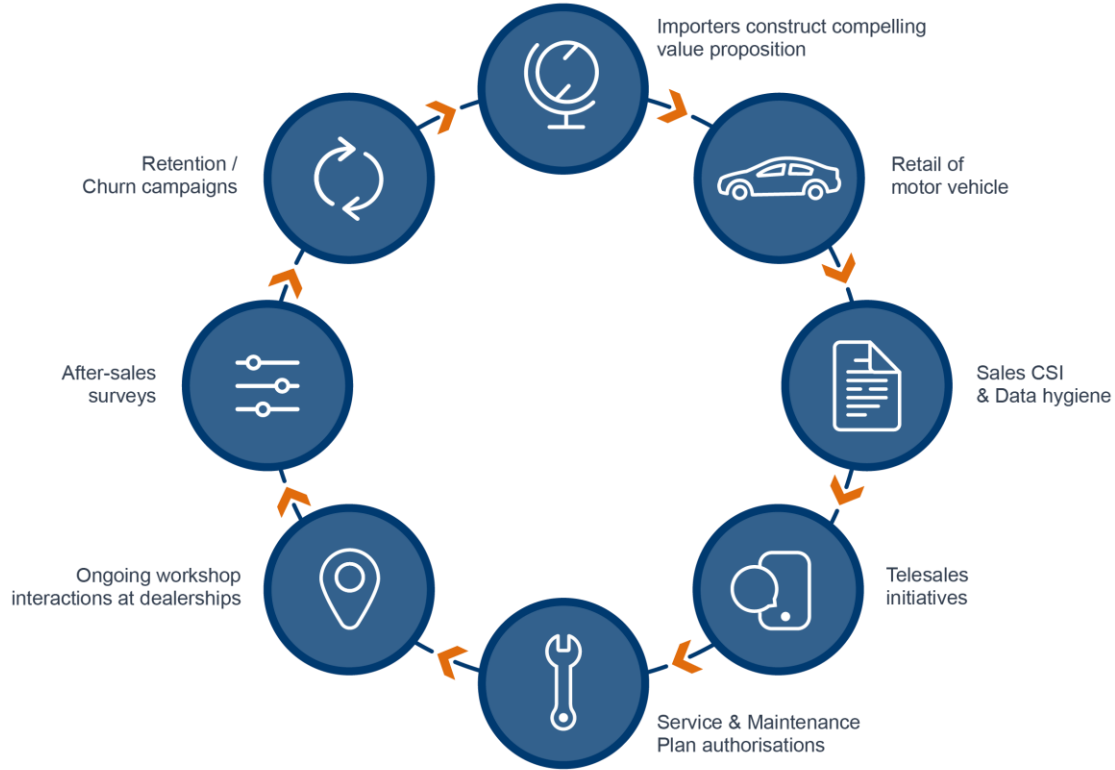 Importers construct compelling
value proposition
Retail of
motor vehicle
Sales CSI
& Data hygiene
Telesales
initiatives
Service & Maintenance
Plan authorisations
Ongoing workshop
interactions at dealerships
After-sales
surveys
Retention /
Churn campaigns